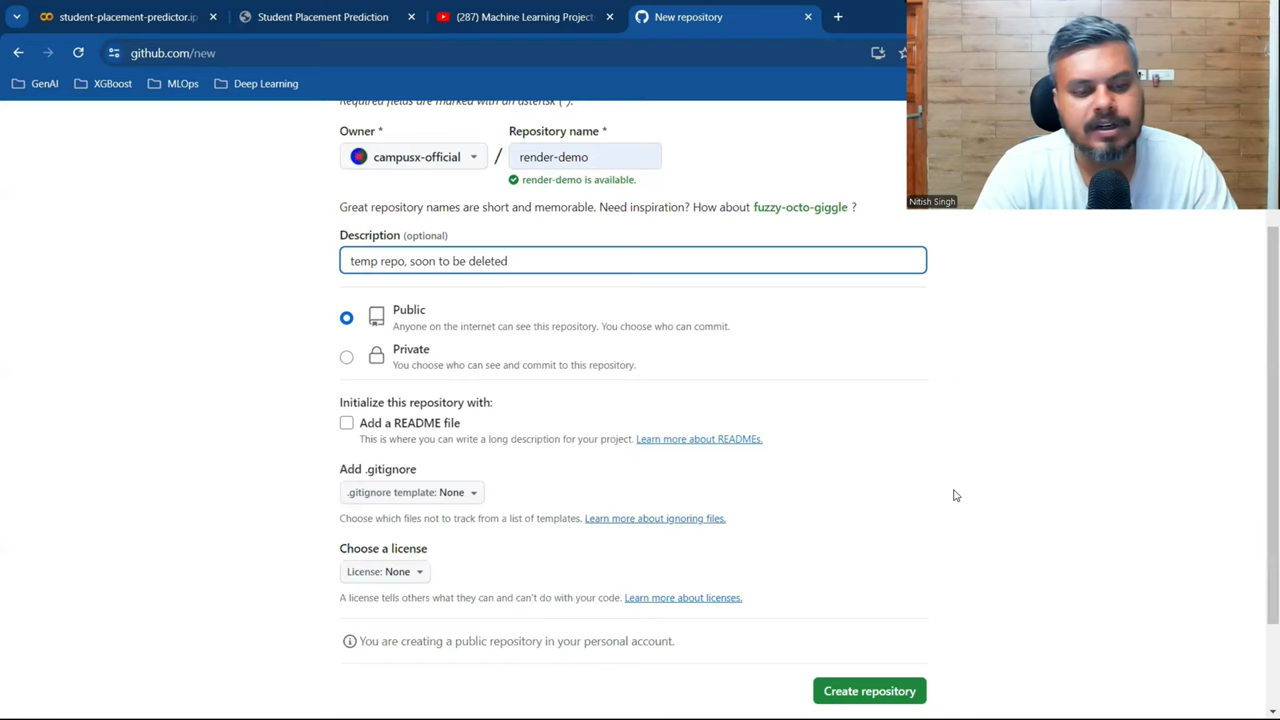 student-placement-predictor.ip
Student Placement Prediction
(287) Machine Learning Project
New repository
github.com/new
GenAI
XGBoost
MLOps
Deep Learning
Required fields are marked with an asterisk (*).
Owner *
Repository name *
campusx-official
/
render-demo
render-demo is available.
Great repository names are short and memorable. Need inspiration? How about fuzzy-octo-giggle ?
Description (optional)
temp repo, soon to be deleted
Public
Anyone on the internet can see this repository. You choose who can commit.
Private
You choose who can see and commit to this repository.
Initialize this repository with:
Add a README file
This is where you can write a long description for your project. Learn more about READMEs.
Add .gitignore
.gitignore template: None
Choose which files not to track from a list of templates. Learn more about ignoring files.
Choose a license
License: None
A license tells others what they can and can't do with your code. Learn more about licenses.
You are creating a public repository in your personal account.
Create repository
Nitish Singh